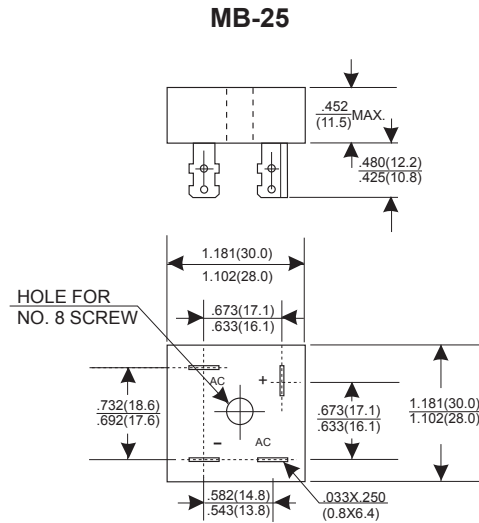 MB-25
.452
(11.5)
MAX.
.480(12.2)
.425(10.8)
1.181(30.0)
1.102(28.0)
HOLE FOR
NO. 8 SCREW
.673(17.1)
.633(16.1)
AC
+
.732(18.6)
.692(17.6)
.673(17.1)
.633(16.1)
1.181(30.0)
1.102(28.0)
-
AC
.582(14.8)
.543(13.8)
.033X.250
(0.8X6.4)